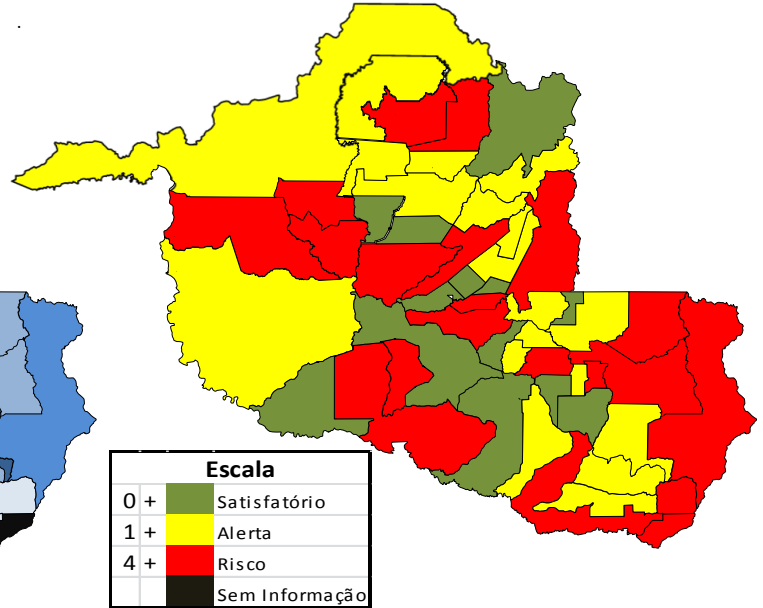 Escala
0 + Satisfatório
1 + Alerta
4 + Risco
Sem Informação